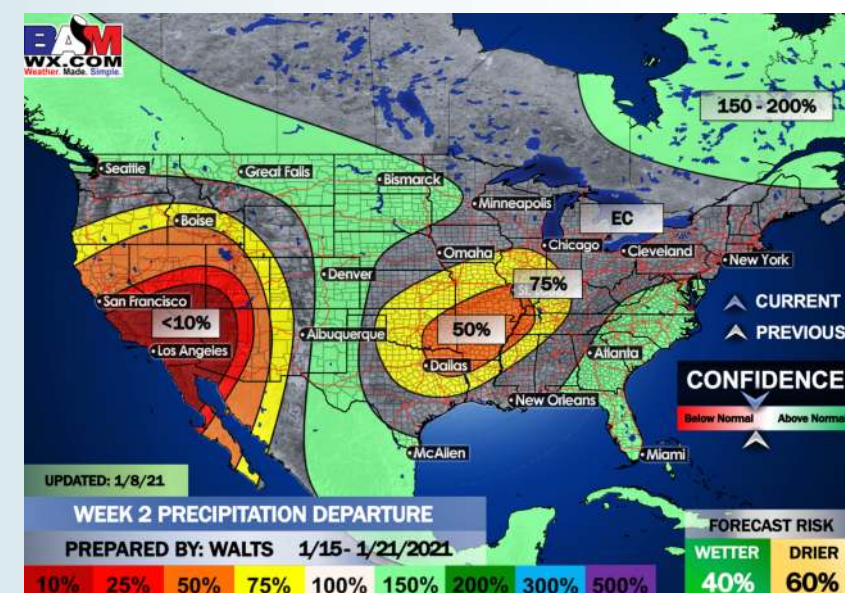 BAM
WX.COM
Weather. Made. Simple.
150 - 200%
Seattle
Great Falls
Bismarck
Minneapolis
Boise
EC
Omaha
Chicago
Cleveland
New York
Denver
75%
San Francisco
<10%
50%
CURRENT
PREVIOUS
Albuquerque
Los Angeles
Atlanta
Dallas
CONFIDENCE
Below Normal Above Normal
New Orleans
McAllen
Miami
UPDATED: 1/8/21
WEEK 2 PRECIPITATION DEPARTURE
PREPARED BY: WALTS 1/15- 1/21/2021
FORECAST RISK
WETTER DRIER
40% 60%
10% 25% 50% 75% 100% 150% 200% 300% 500%